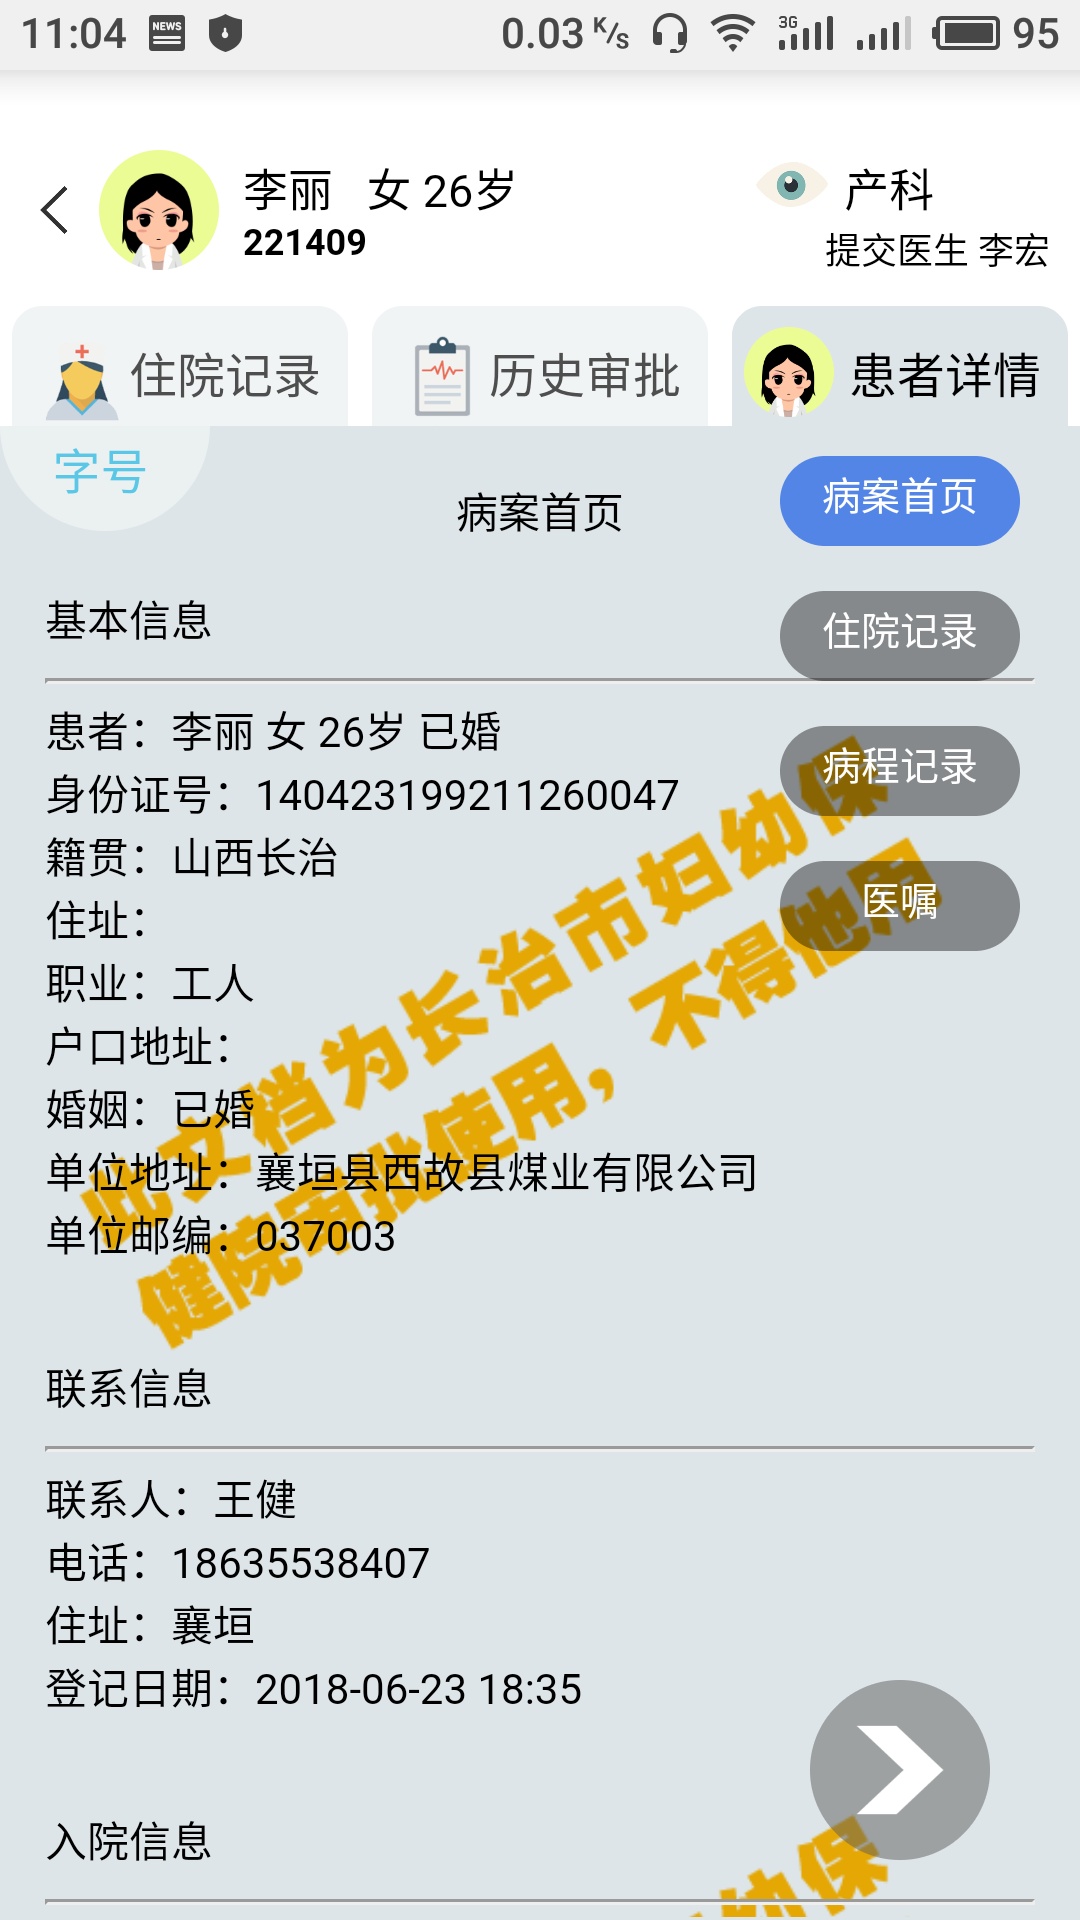 11:04 NEWS 0.03 K/s 3G 95
李丽 女 26岁 产科
221409 提交医生 李宏
住院记录 历史审批 患者详情
字号
病案首页
病案首页
基本信息
住院记录
患者：李丽 女 26岁 已婚
病程记录
身份证号：140423199211260047
籍贯：山西长治
医嘱
住址：
职业：工人
户口地址：
婚姻：已婚
单位地址：襄垣县西故县煤业有限公司
单位邮编：037003
此文档为长治市妇幼保
健院审批使用，不得他用
联系信息
联系人：王健
电话：18635538407
住址：襄垣
登记日期：2018-06-23 18:35
入院信息
幼保